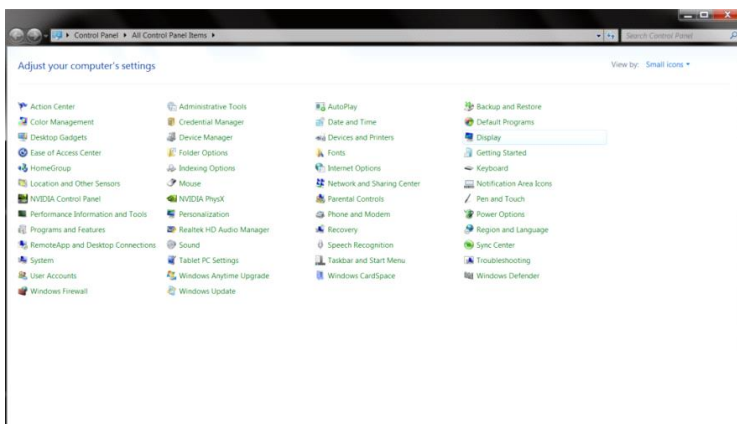 Control Panel All Control Panel Items Search Control Panel
Adjust your computer's settings View by: Small icons
Action Center Administrative Tools AutoPlay Backup and Restore
Color Management Credential Manager Date and Time Default Programs
Desktop Gadgets Device Manager Devices and Printers Display
Ease of Access Center Folder Options Fonts Getting Started
HomeGroup Indexing Options Internet Options Keyboard
Location and Other Sensors Mouse Network and Sharing Center Notification Area Icons
NVIDIA Control Panel NVIDIA PhysX Parental Controls Pen and Touch
Performance Information and Tools Personalization Phone and Modem Power Options
Programs and Features Realtek HD Audio Manager Recovery Region and Language
RemoteApp and Desktop Connections Sound Speech Recognition Sync Center
System Tablet PC Settings Taskbar and Start Menu Troubleshooting
User Accounts Windows Anytime Upgrade Windows CardSpace Windows Defender
Windows Firewall Windows Update